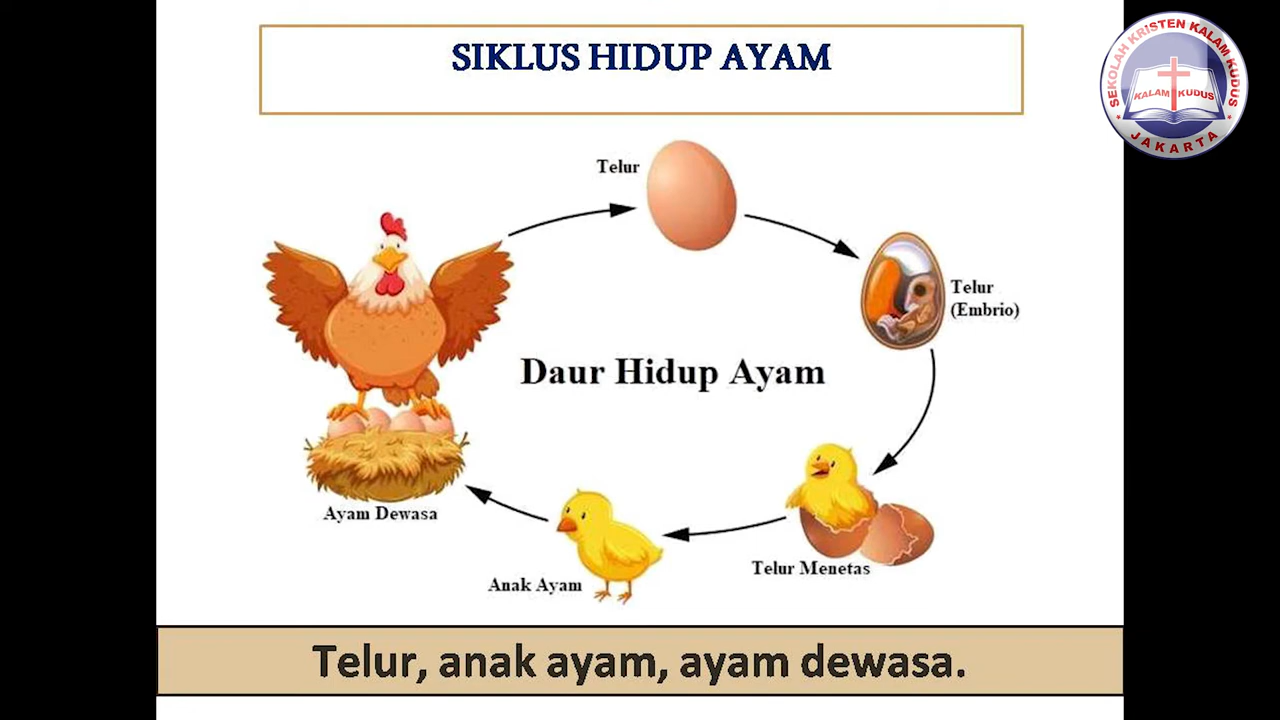 SIKLUS HIDUP AYAM
SEKOLAH KRISTEN KALAM KUDUS
KALAM KUDUS
JAKARTA
Telur
Telur
(Embrio)
Daur Hidup Ayam
Telur Menetas
Anak Ayam
Ayam Dewasa
Telur, anak ayam, ayam dewasa.